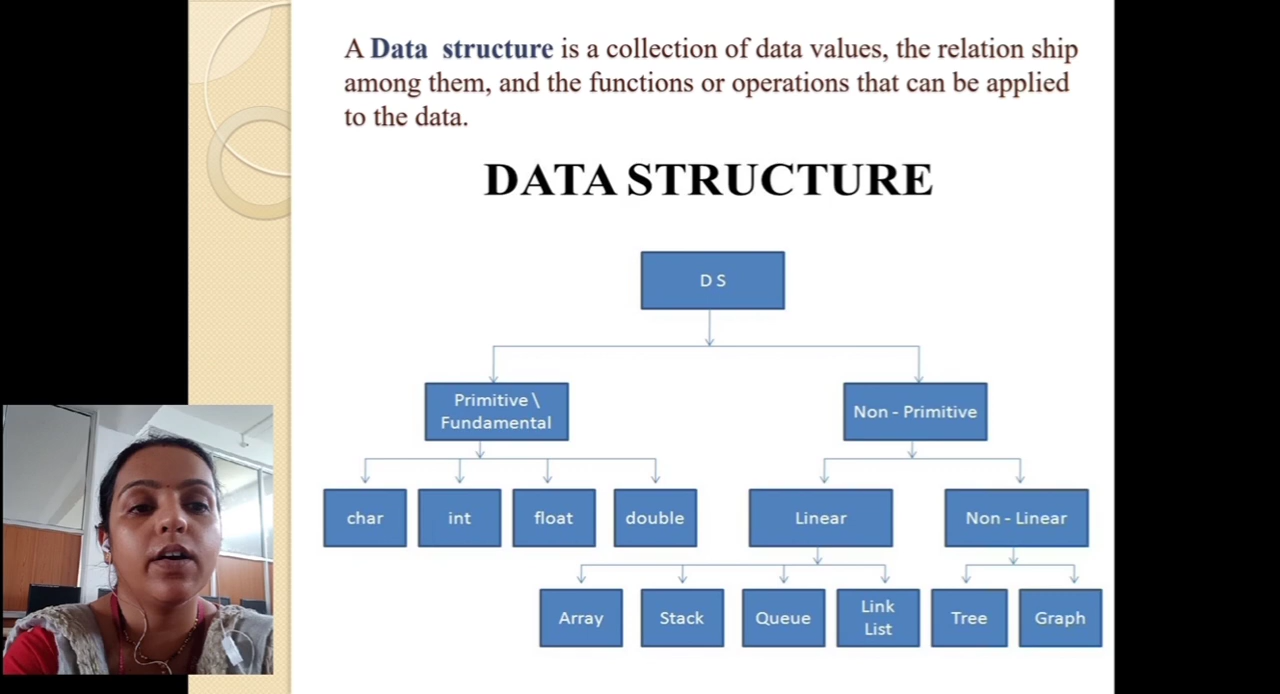 A Data structure is a collection of data values, the relation ship
among them, and the functions or operations that can be applied
to the data.
DATA STRUCTURE
D S
Primitive \
Fundamental
Non - Primitive
char
int
float
double
Linear
Non - Linear
Array
Stack
Queue
Link
List
Tree
Graph